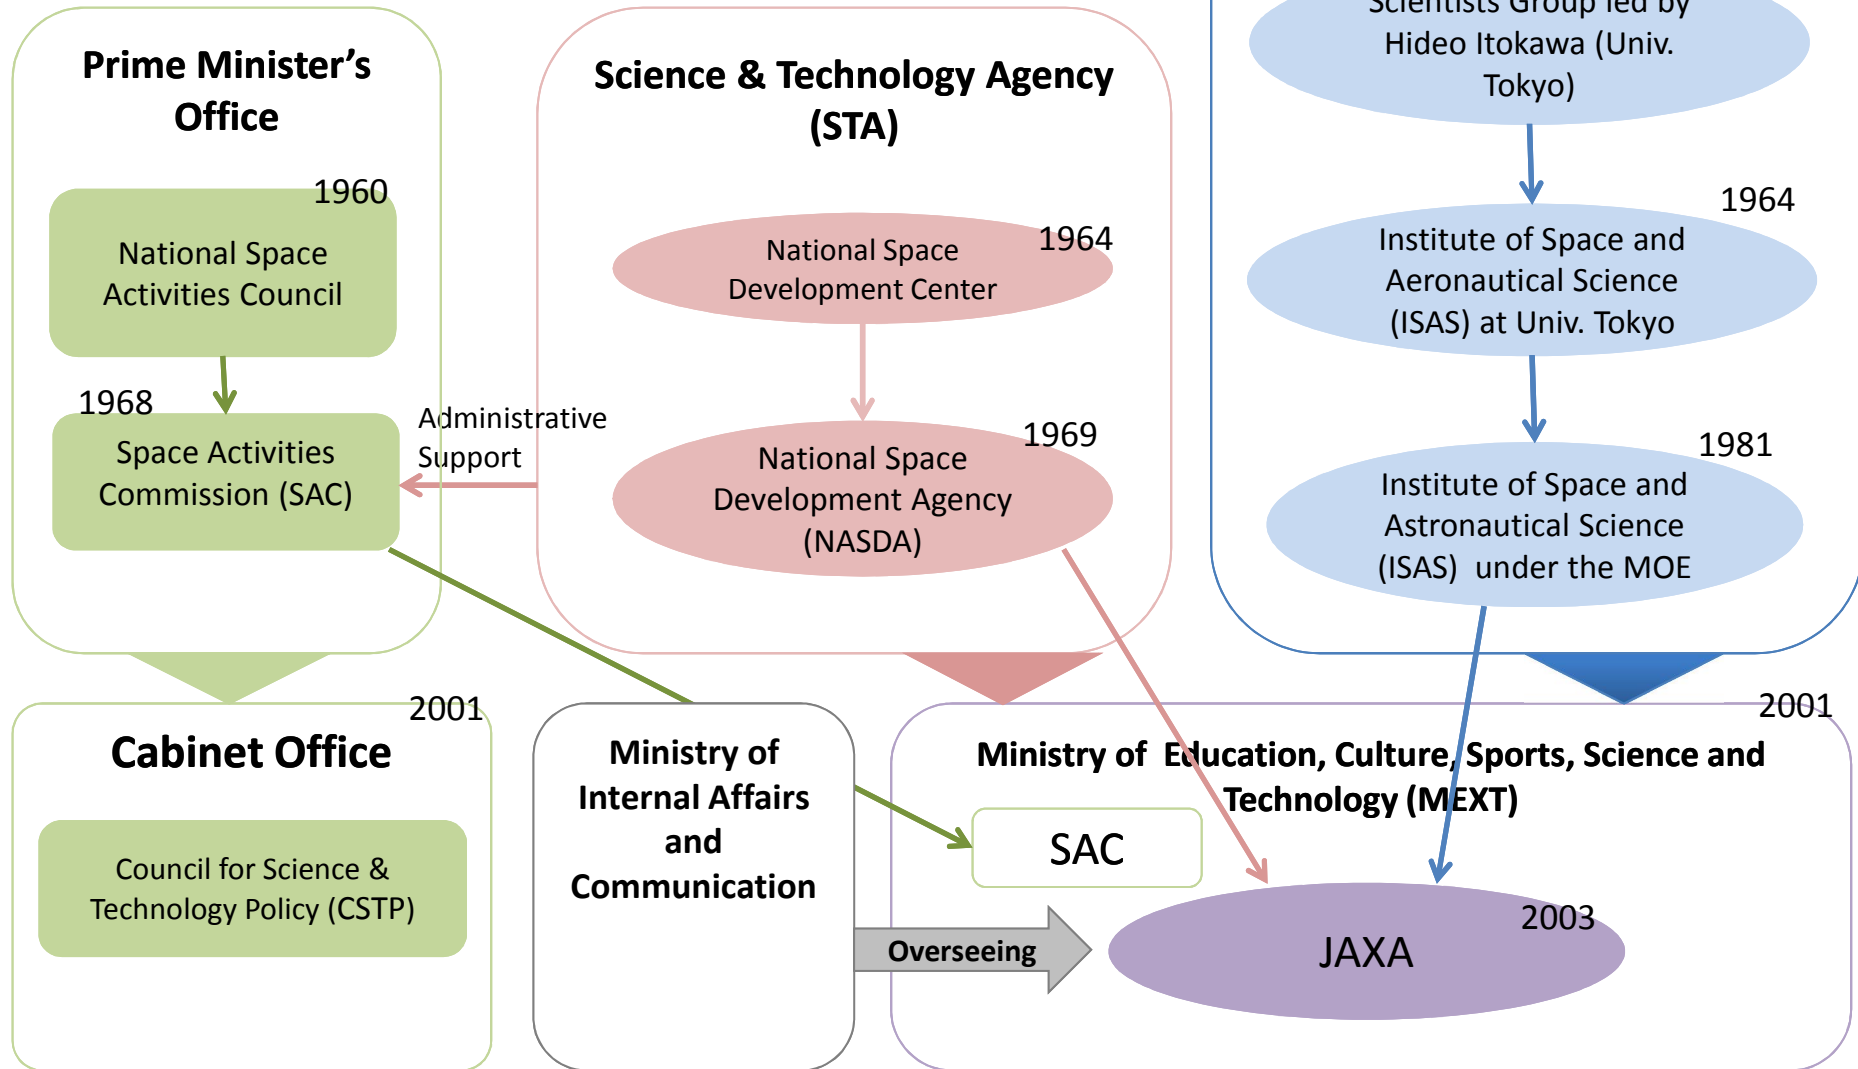 Prime Minister’s
Office
1960
National Space
Activities Council
1968
Space Activities
Commission (SAC)
Administrative
Support
Science & Technology Agency
(STA)
1964
National Space
Development Center
1969
National Space
Development Agency
(NASDA)
Scientists Group led by
Hideo Itokawa (Univ.
Tokyo)
1964
Institute of Space and
Aeronautical Science
(ISAS) at Univ. Tokyo
1981
Institute of Space and
Astronautical Science
(ISAS) under the MOE
2001
Cabinet Office
Council for Science &
Technology Policy (CSTP)
Ministry of
Internal Affairs
and
Communication
Overseeing
2001
Ministry of Education, Culture, Sports, Science and
Technology (MEXT)
SAC
2003
JAXA